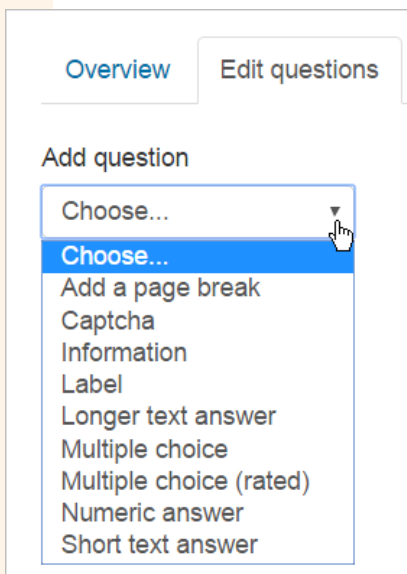 Overview Edit questions
Add question
Choose...
Choose...
Add a page break
Captcha
Information
Label
Longer text answer
Multiple choice
Multiple choice (rated)
Numeric answer
Short text answer